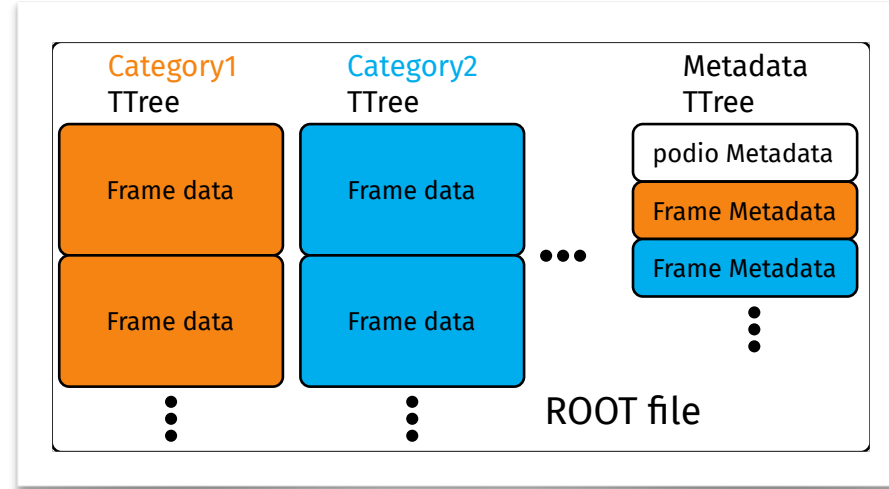 Category1
TTree
Frame data
Frame data
Category2
TTree
Frame data
Frame data
Metadata
TTree
podio Metadata
Frame Metadata
Frame Metadata
ROOT file